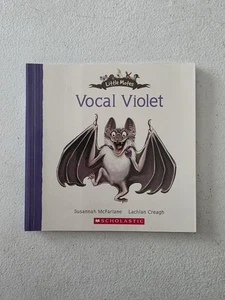 Little Mates
Vocal Violet
Susannah McFarlane Lachlan Creagh
SCHOLASTIC